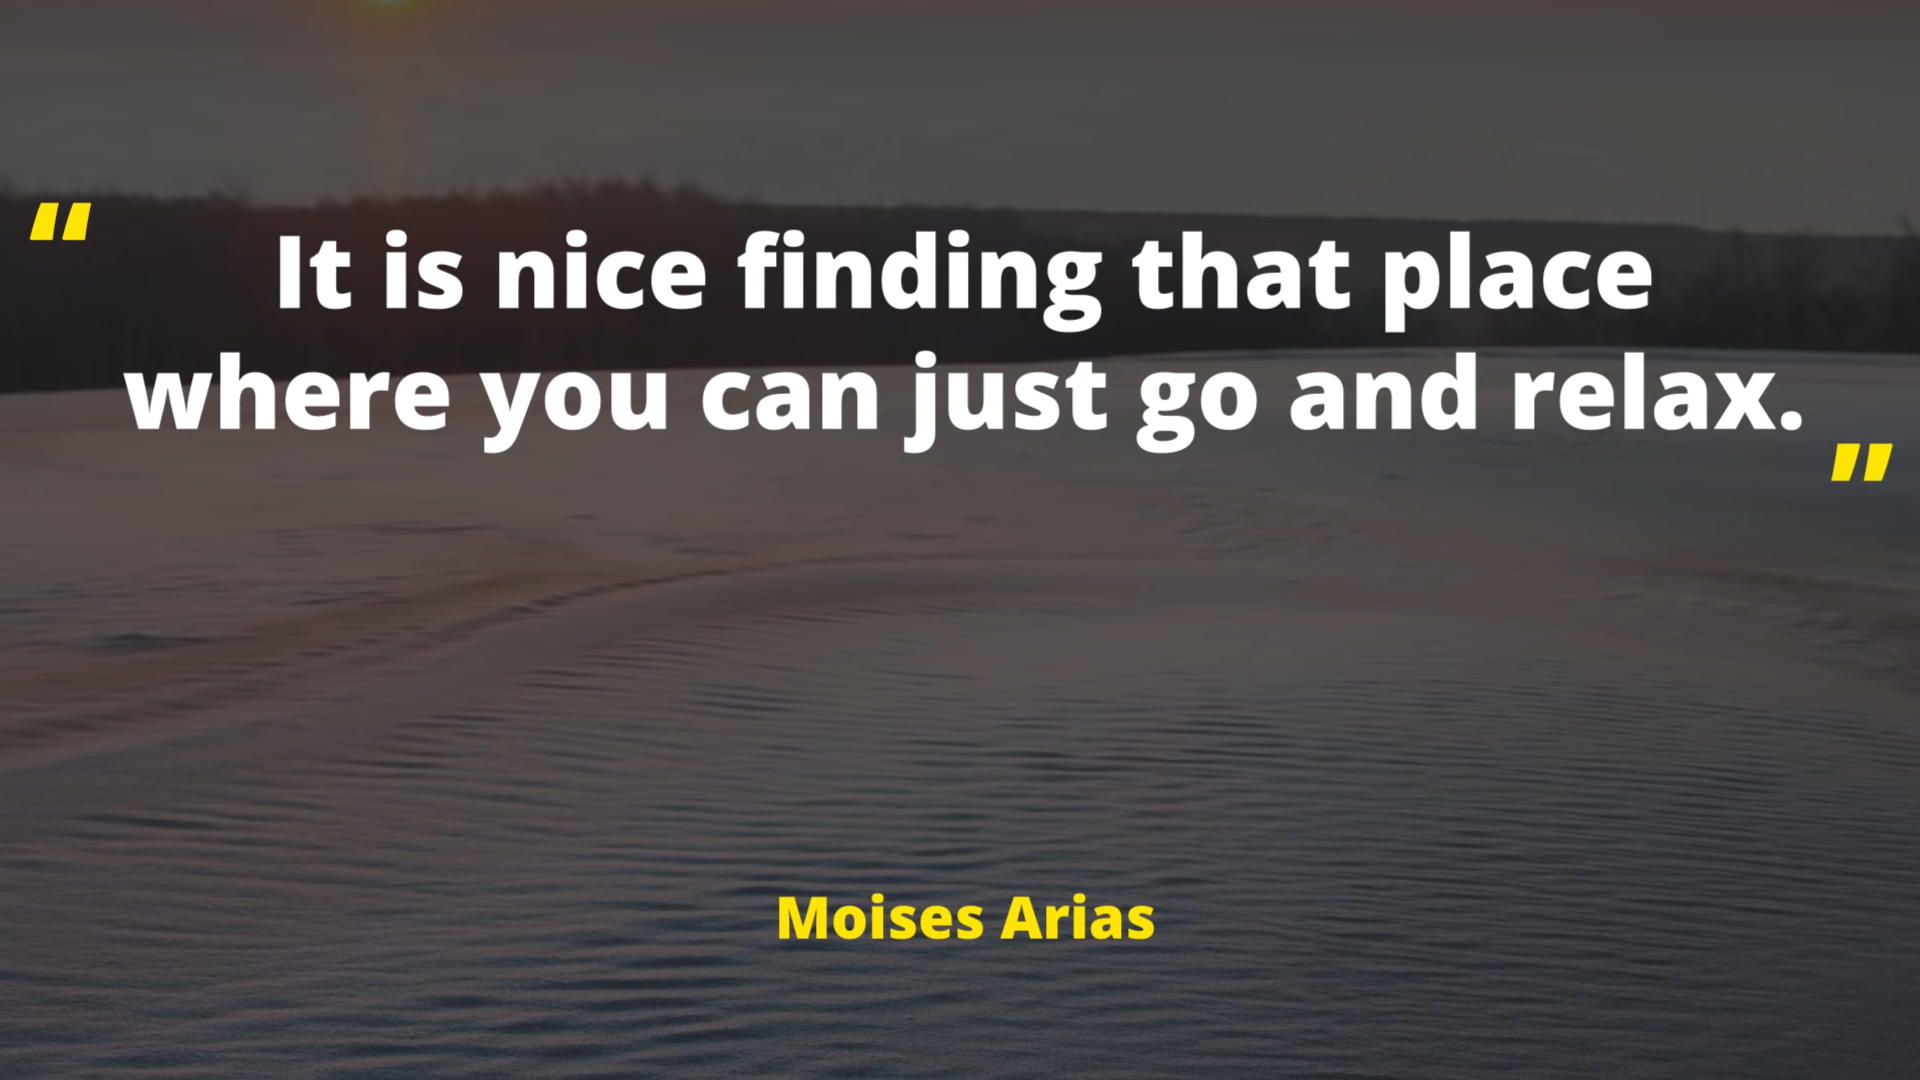 “
It is nice finding that place
where you can just go and relax.
”
Moises Arias